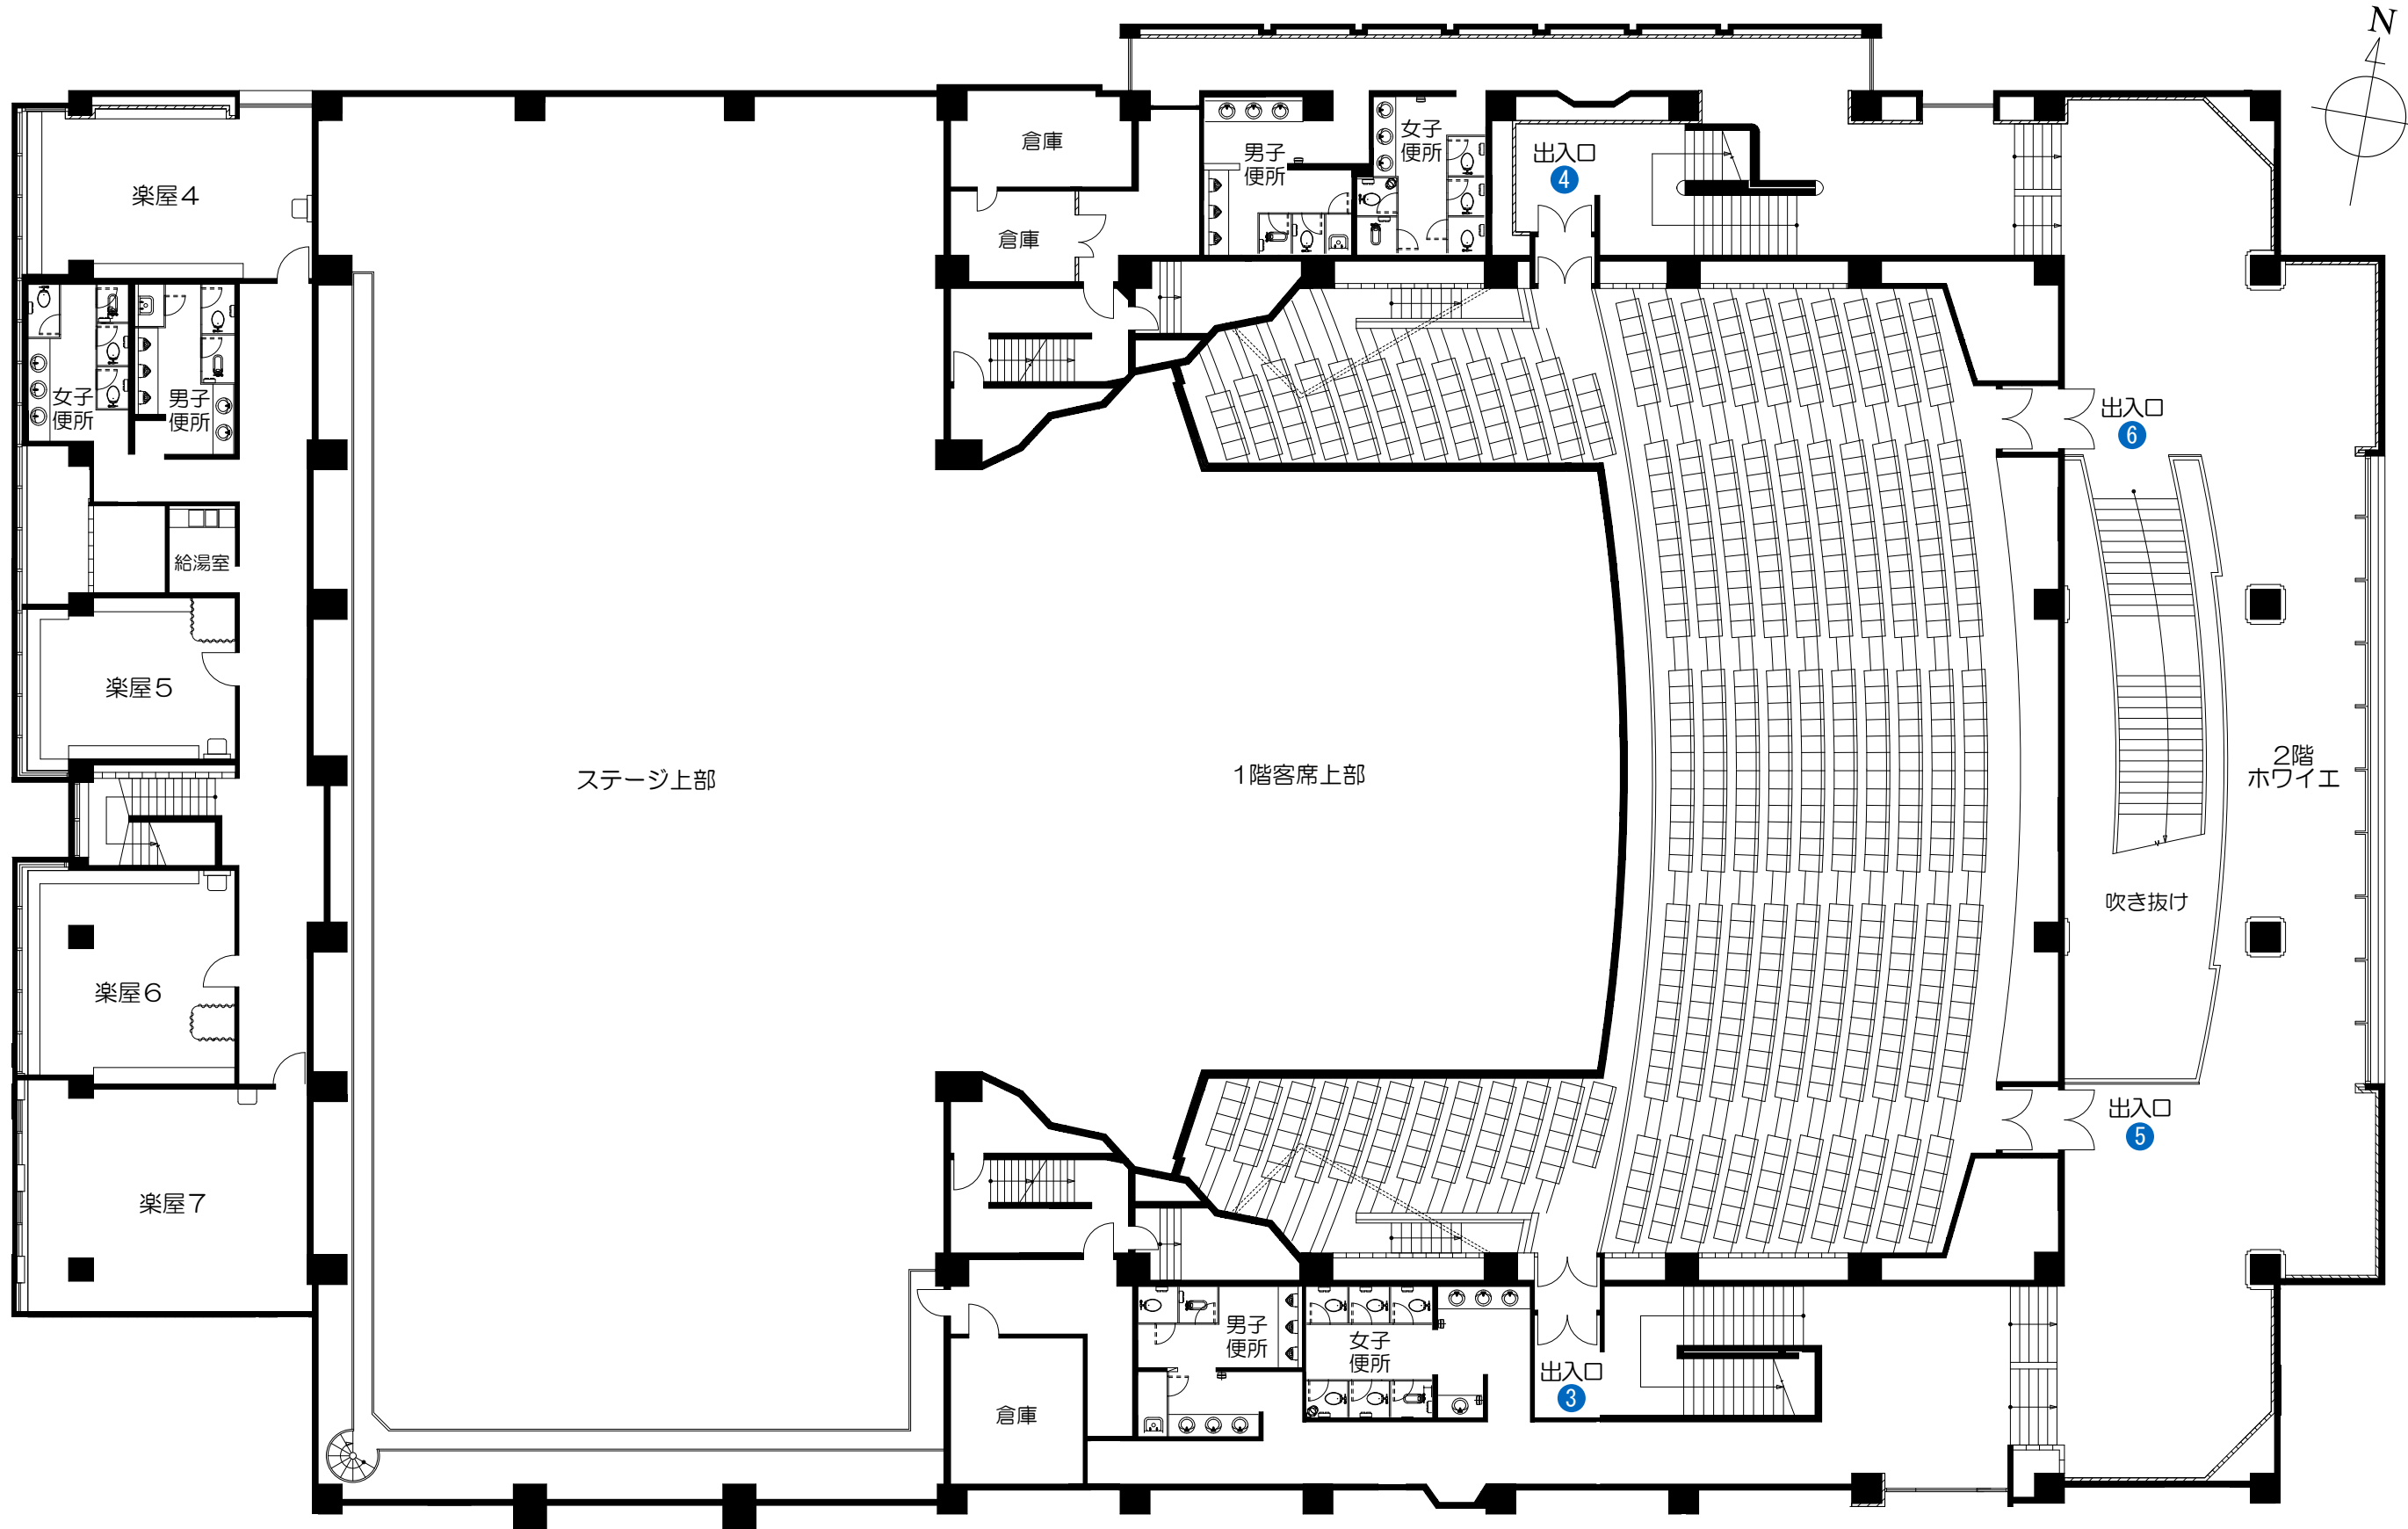 N
倉庫
女子
便所
男子
便所
出入口
4
楽屋4
倉庫
女子
便所
男子
便所
出入口
6
給湯室
楽屋5
ステージ上部
1階客席上部
2階
ホワイエ
吹き抜け
楽屋6
出入口
5
楽屋7
男子
便所
女子
便所
出入口
3
倉庫